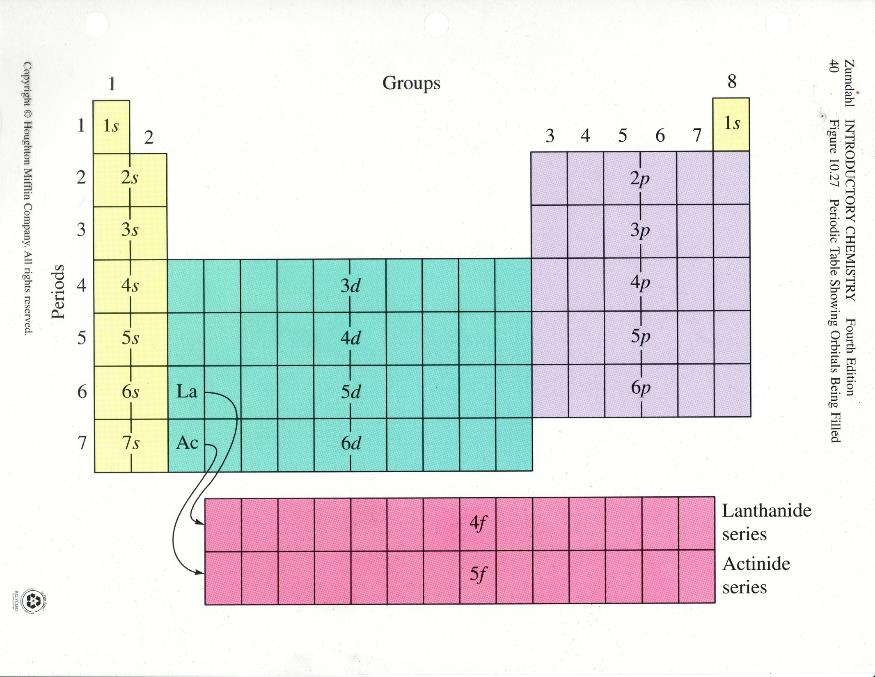 1 Groups 8
1 1s 2 3 4 5 6 7 1s
2 2s 2p
3 3s 3p
4 4s 3d 4p
5 5s 4d 5p
6 6s La 5d 6p
7 7s Ac 6d
Periods
4f Lanthanide
series
5f Actinide
series
Zumdahl INTRODUCTORY CHEMISTRY Fourth Edition
40 Figure 10.27 Periodic Table Showing Orbitals Being Filled
Copyright © Houghton Mifflin Company. All rights reserved.